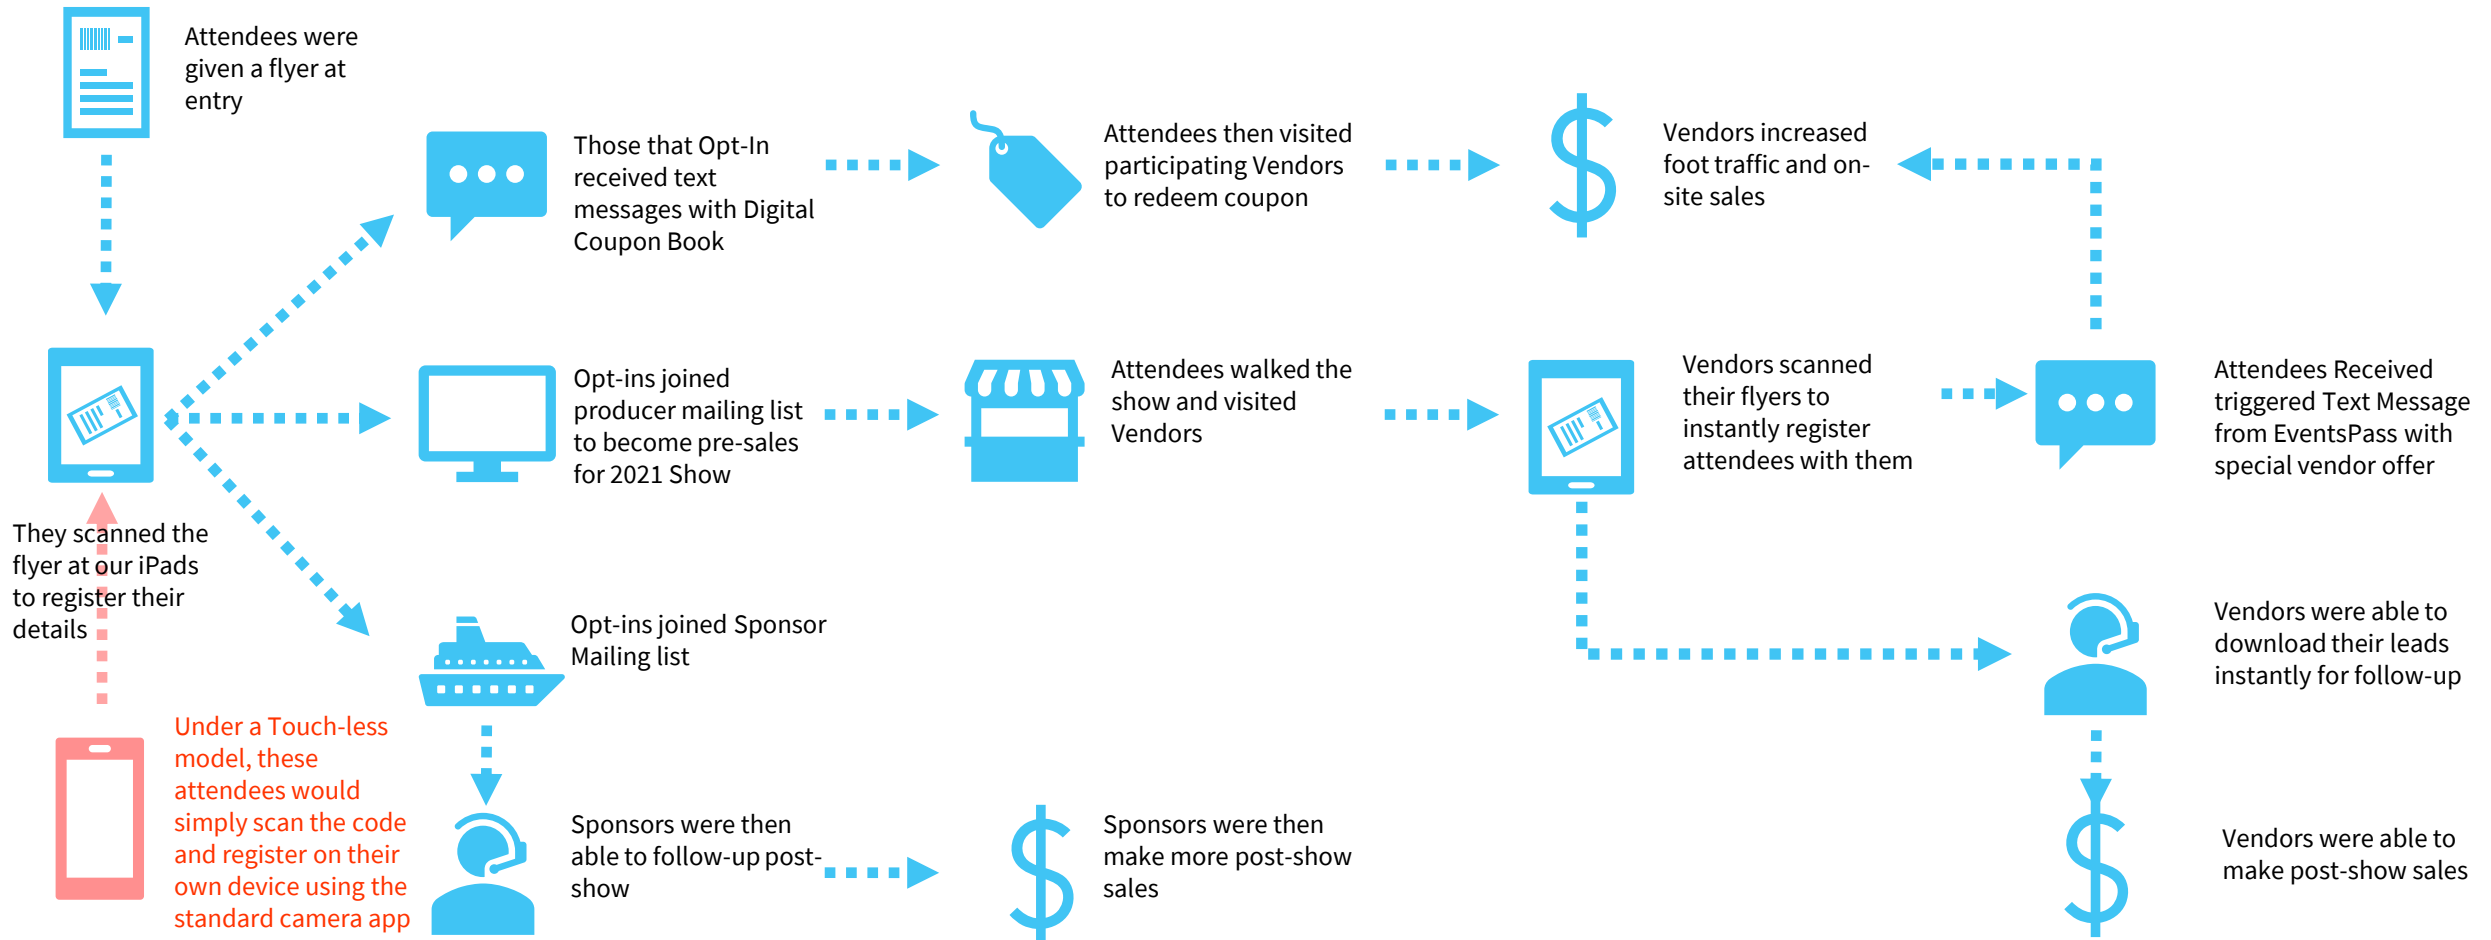 Attendees were
given a flyer at
entry
Those that Opt-In
received text
messages with Digital
Coupon Book
Attendees then visited
participating Vendors
to redeem coupon
Vendors increased
foot traffic and on-
site sales
They scanned the
flyer at our iPads
to register their
details
Opt-ins joined
producer mailing list
to become pre-sales
for 2021 Show
Attendees walked the
show and visited
Vendors
Vendors scanned
their flyers to
instantly register
attendees with them
Attendees Received
triggered Text Message
from EventsPass with
special vendor offer
Opt-ins joined Sponsor
Mailing list
Vendors were able to
download their leads
instantly for follow-up
Under a Touch-less
model, these
attendees would
simply scan the code
and register on their
own device using the
standard camera app
Sponsors were then
able to follow-up post-
show
Sponsors were then
make more post-show
sales
Vendors were able to
make post-show sales